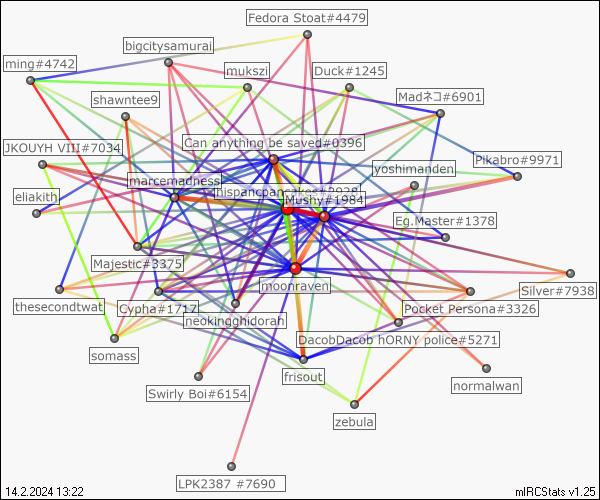 Fedora Stoat#4479
bigcitysamurai
ming#4742
mukszi
Duck#1245
shawntee9
Madネコ#6901
Can anything be saved#0396
JKOUYH VIII#7034
Pikabro#9971
yoshimanden
marcemadness
hispancpancakes#3928
Mushy#1984
eliakith
Eg.Master#1378
Majestic#3375
moonraven
Silver#7938
thesecondtwat
Cypha#1717
Pocket Persona#3326
neokingghidorah
DacobDacob hORNY police#5271
somass
frisout
normalwan
Swirly Boi#6154
zebula
LPK2387 #7690
14.2.2024 13:22
mIRCStats v1.25